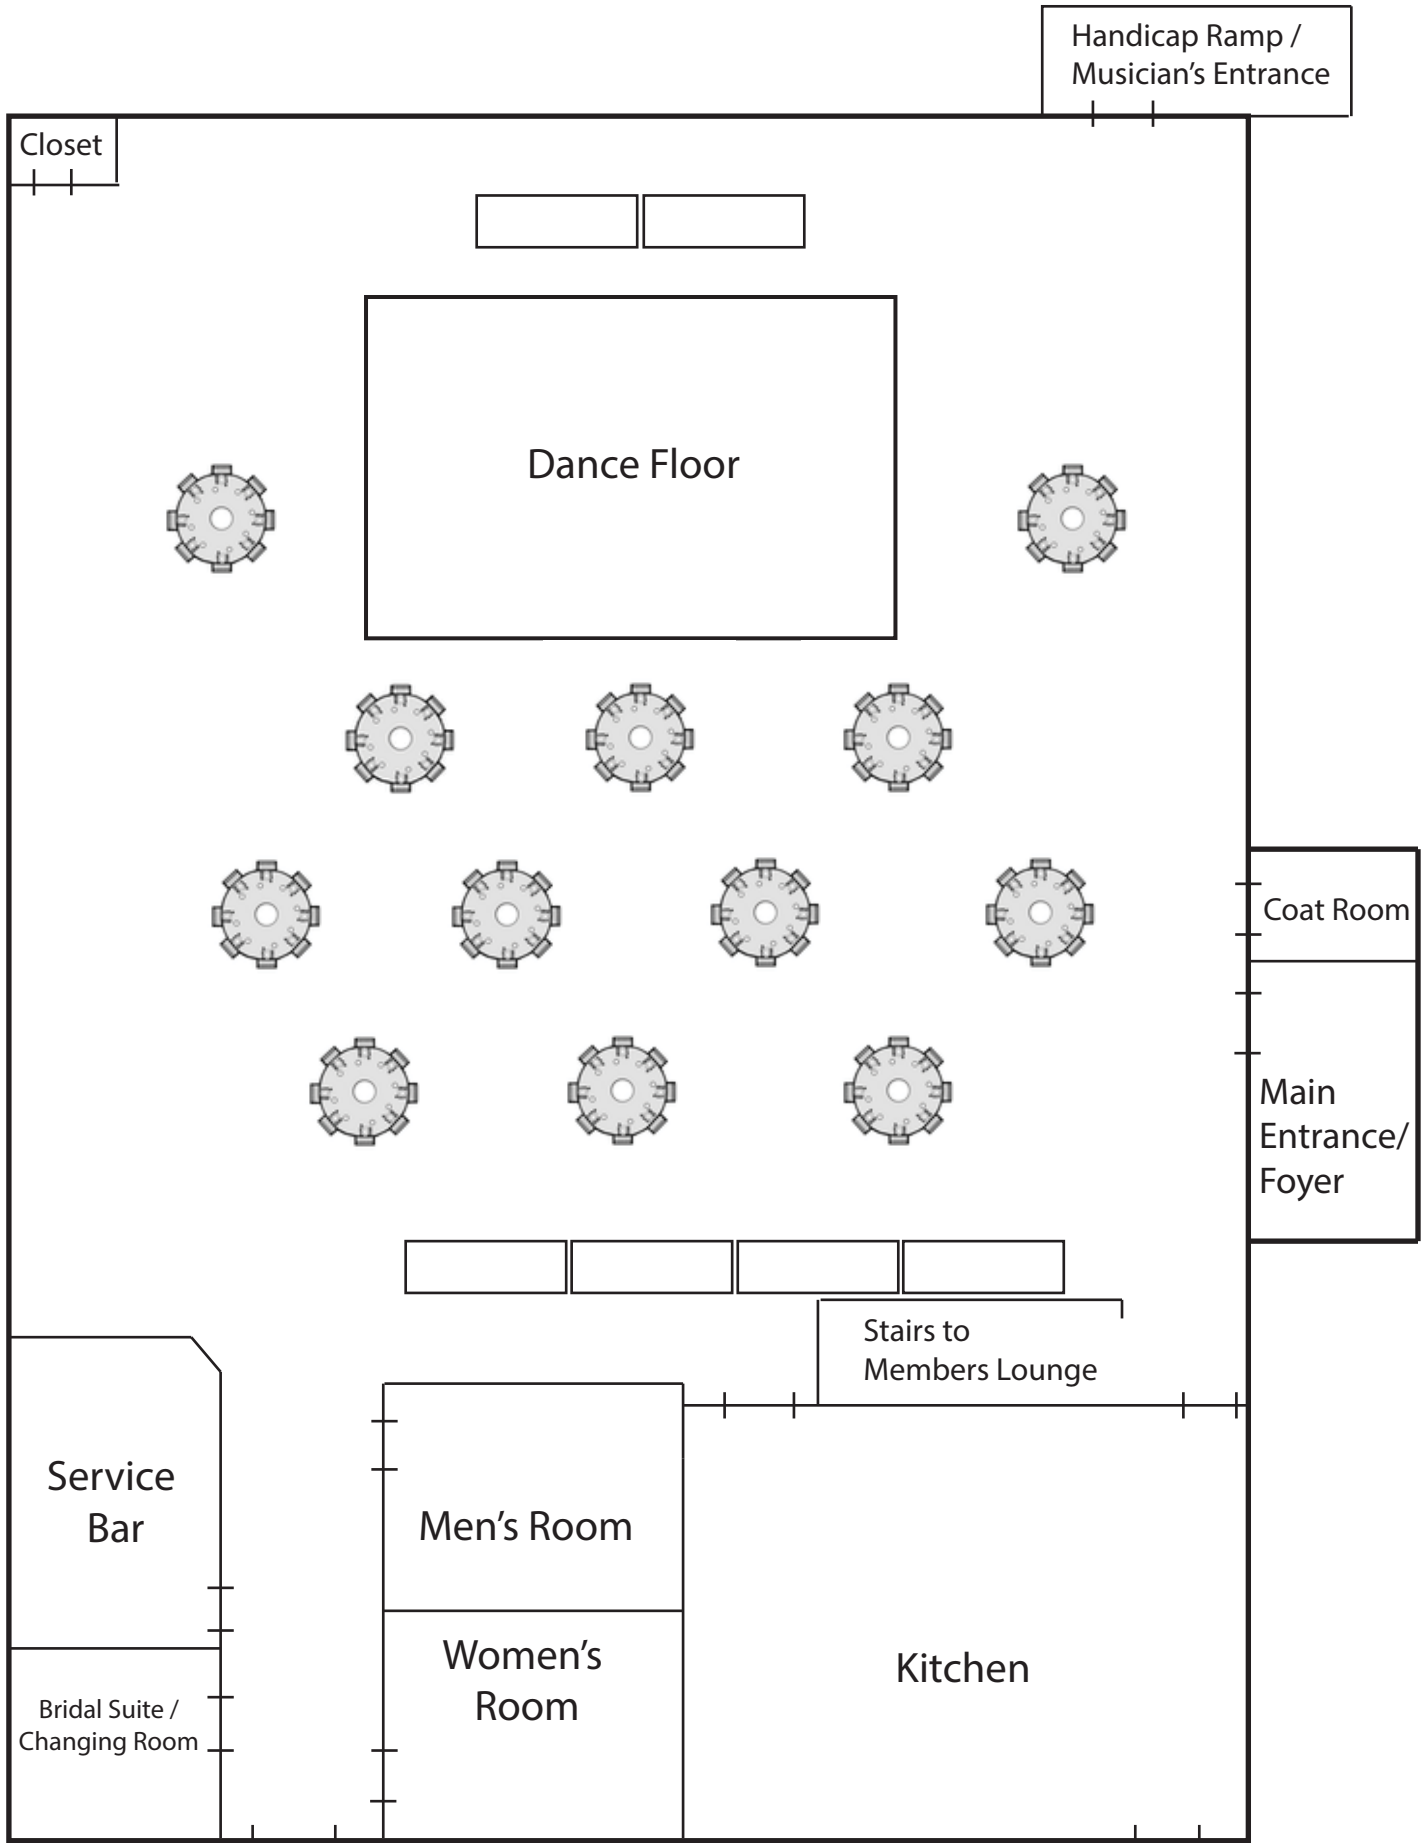 Handicap Ramp /
Musician’s Entrance
Closet
Dance Floor
Coat Room
Main
Entrance/
Foyer
Stairs to
Members Lounge
Service
Bar
Men’s Room
Women’s
Room
Kitchen
Bridal Suite /
Changing Room